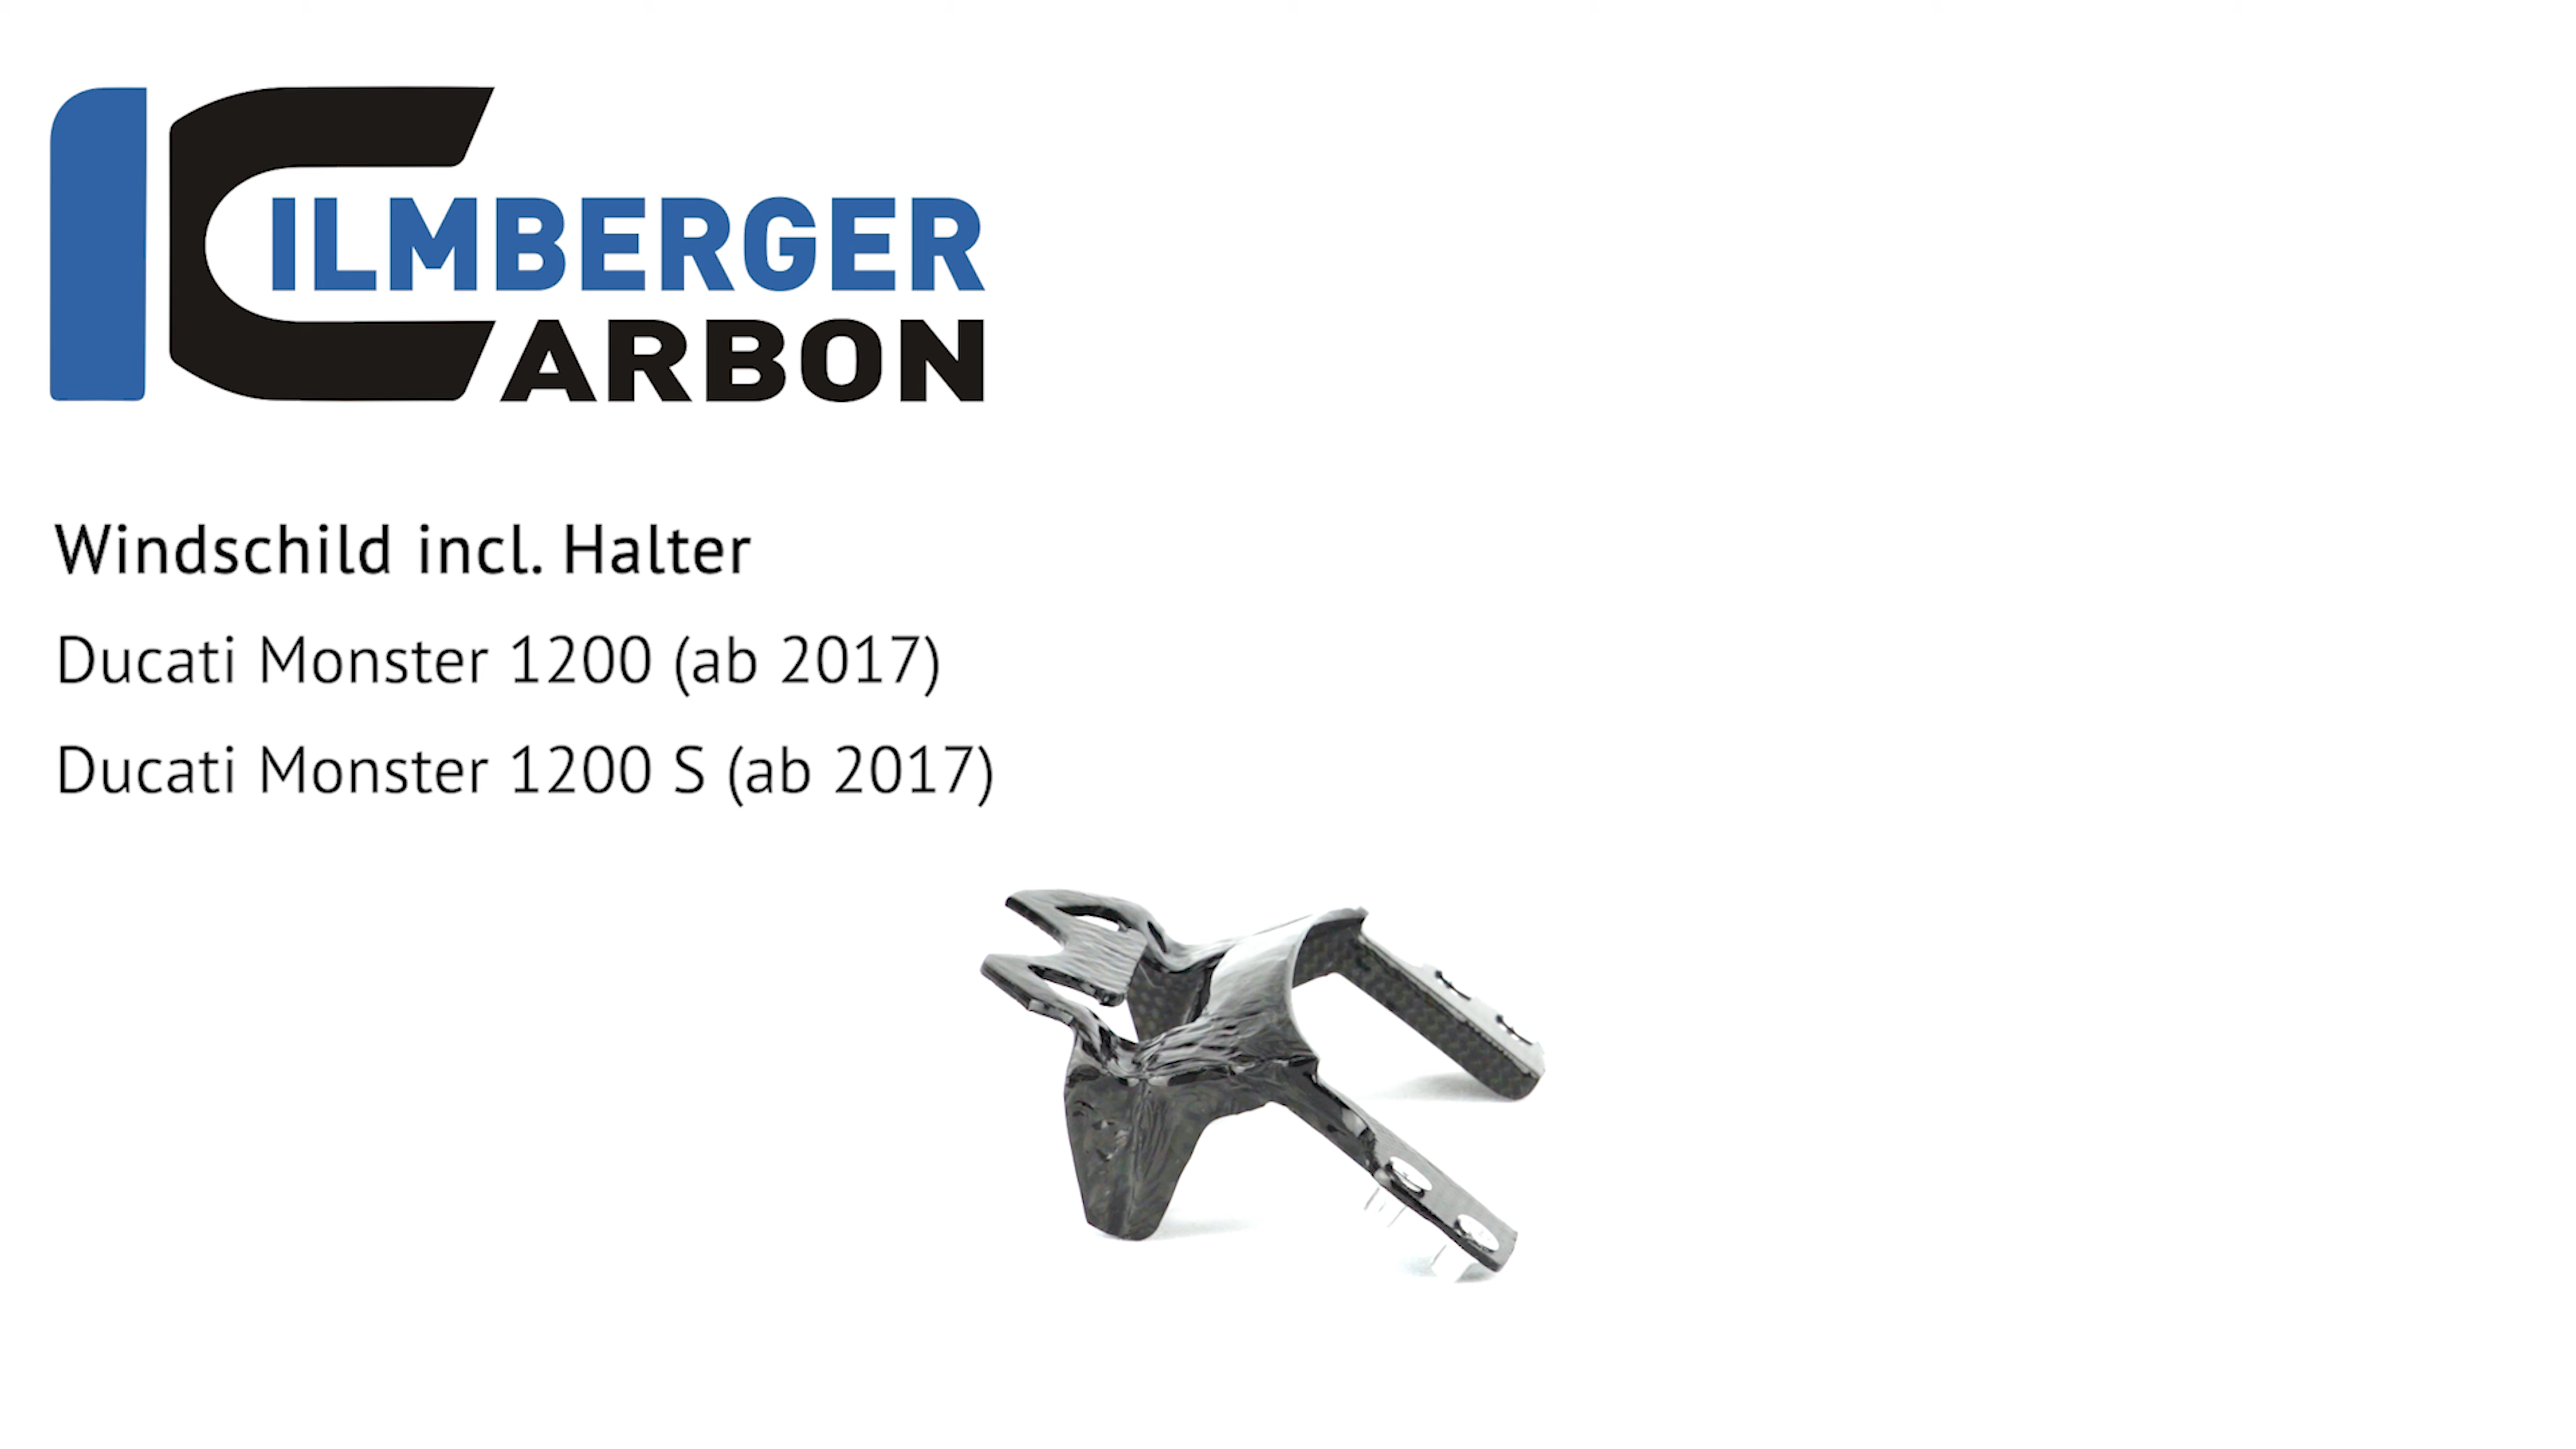 ILMBERGER
CARBON
Windschild incl. Halter
Ducati Monster 1200 (ab 2017)
Ducati Monster 1200 S (ab 2017)